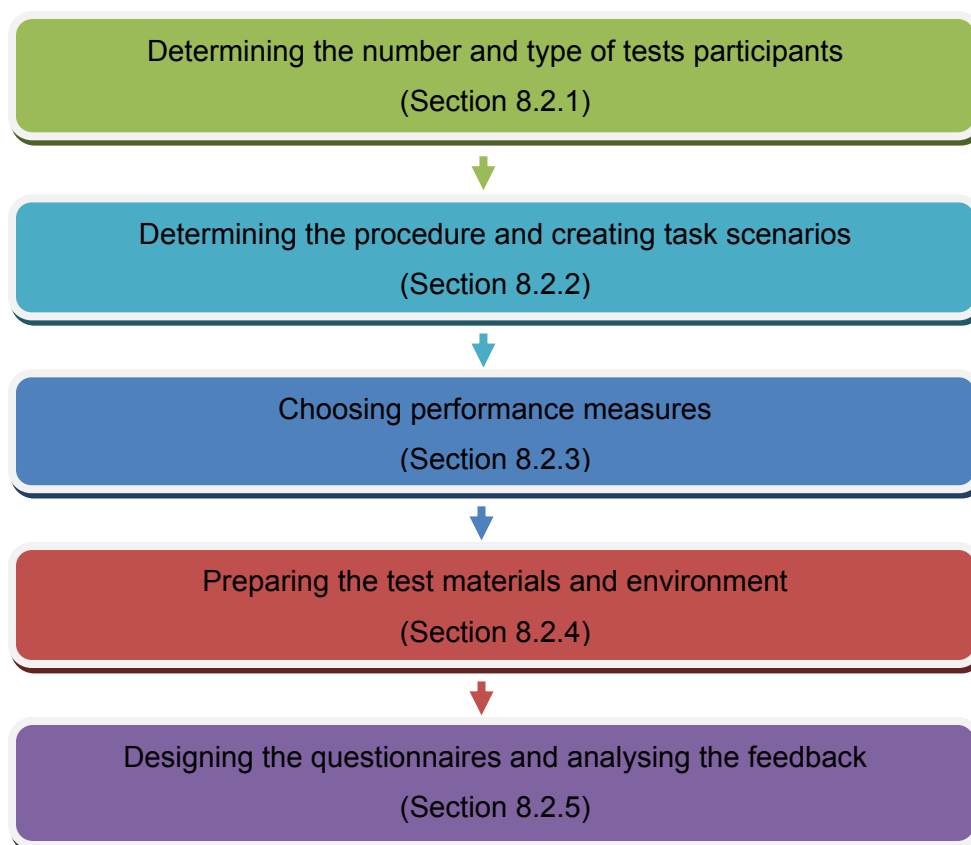 Determining the number and type of tests participants
(Section 8.2.1)
Determining the procedure and creating task scenarios
(Section 8.2.2)
Choosing performance measures
(Section 8.2.3)
Preparing the test materials and environment
(Section 8.2.4)
Designing the questionnaires and analysing the feedback
(Section 8.2.5)